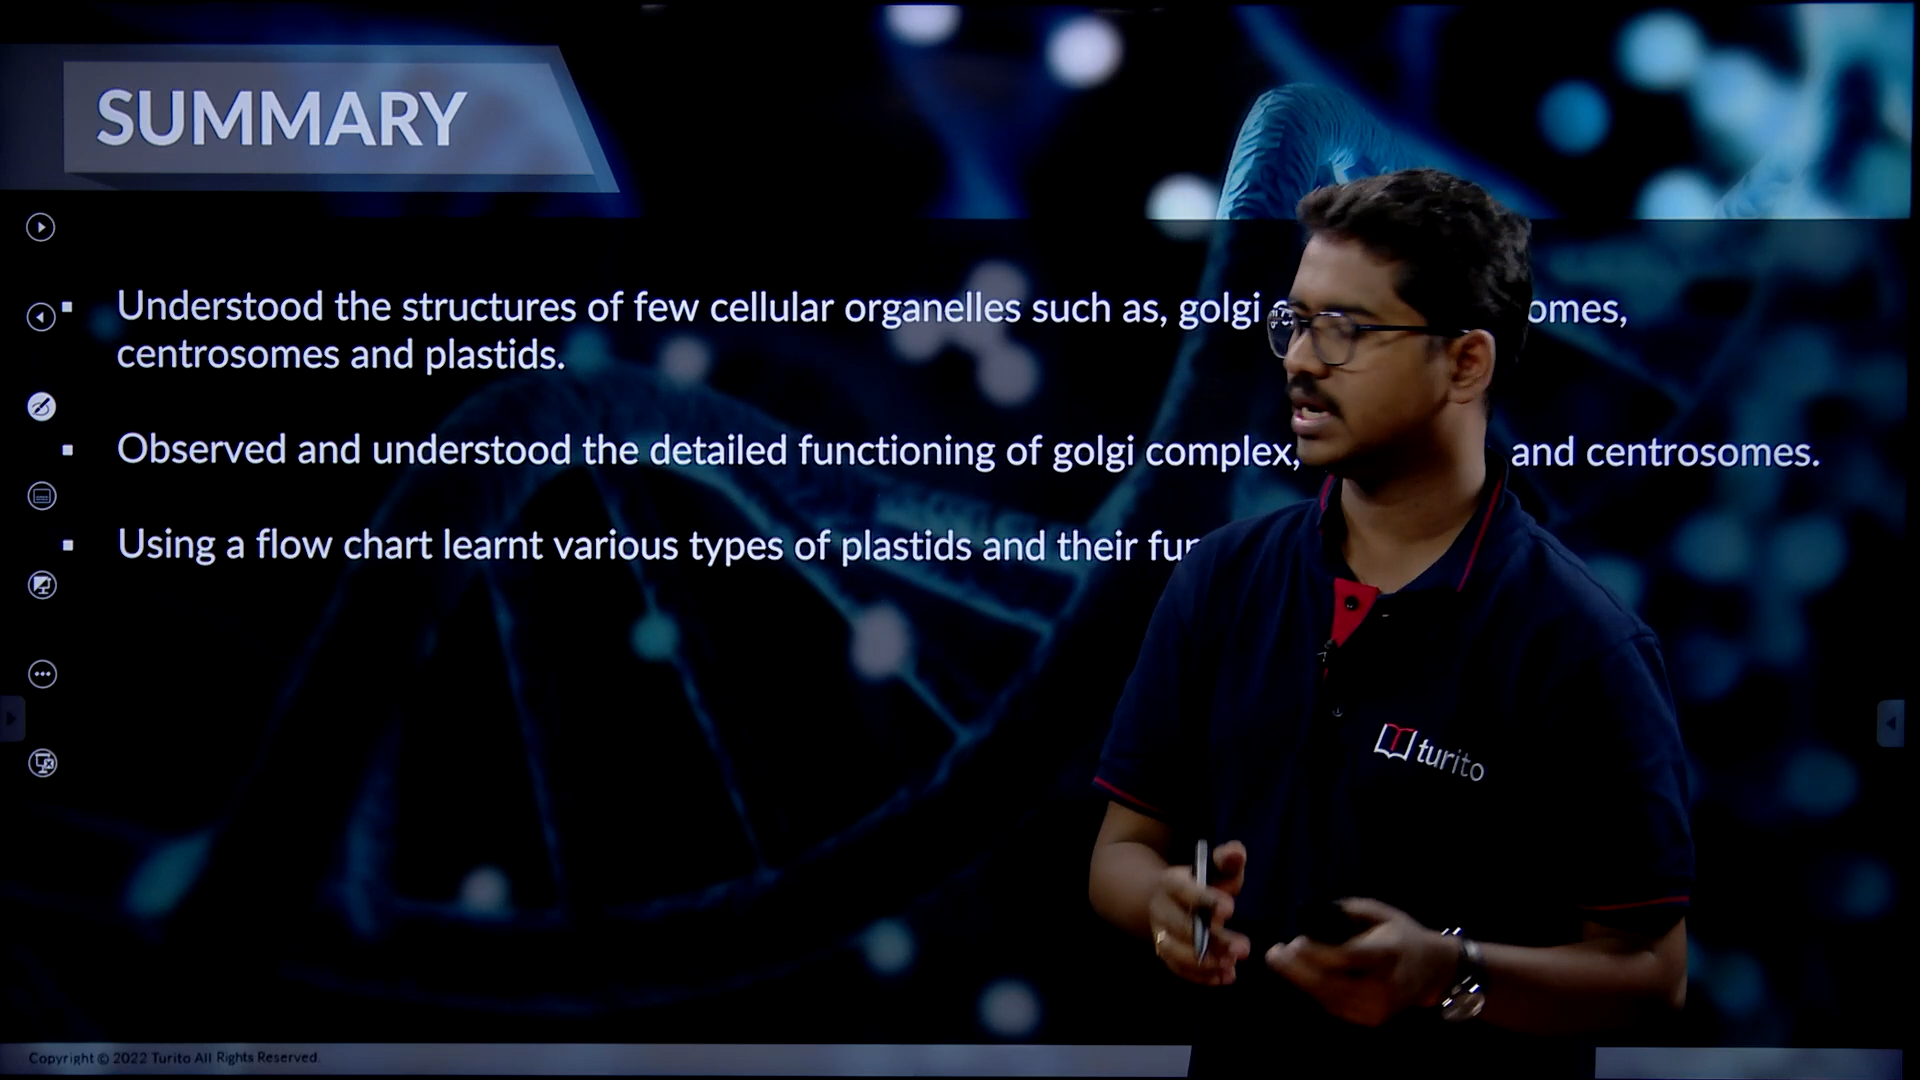 SUMMARY
Understood the structures of few cellular organelles such as, golgi
centrosomes and plastids.
Observed and understood the detailed functioning of golgi complex, and centrosomes.
Using a flow chart learnt various types of plastids and their
turito
Copyright © 2022 Turito All Rights Reserved.